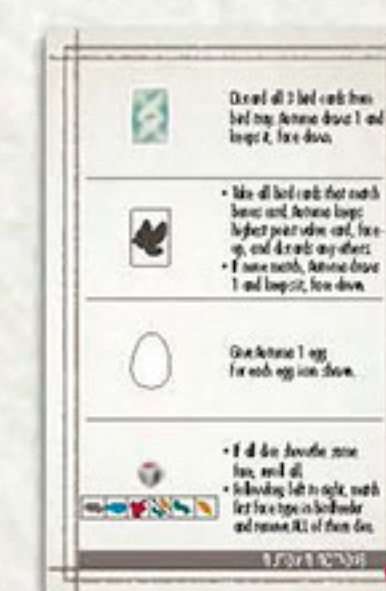 Discard all 3 bird cards from
bird tray. Automa draws 1 and
keeps it, face down.
• Take all bird cards that match
bonus card. Automa keeps
highest point value card, face-
up, and discards any others.
• If none match, Automa draws
1 and keeps it, face down.
Give Automa 1 egg
for each egg icon shown.
• If all dice show the same
face, reroll all.
• Following left to right, match
first face type in birdfeeder
and remove ALL of them dice.
AUTOMA ACTIONS